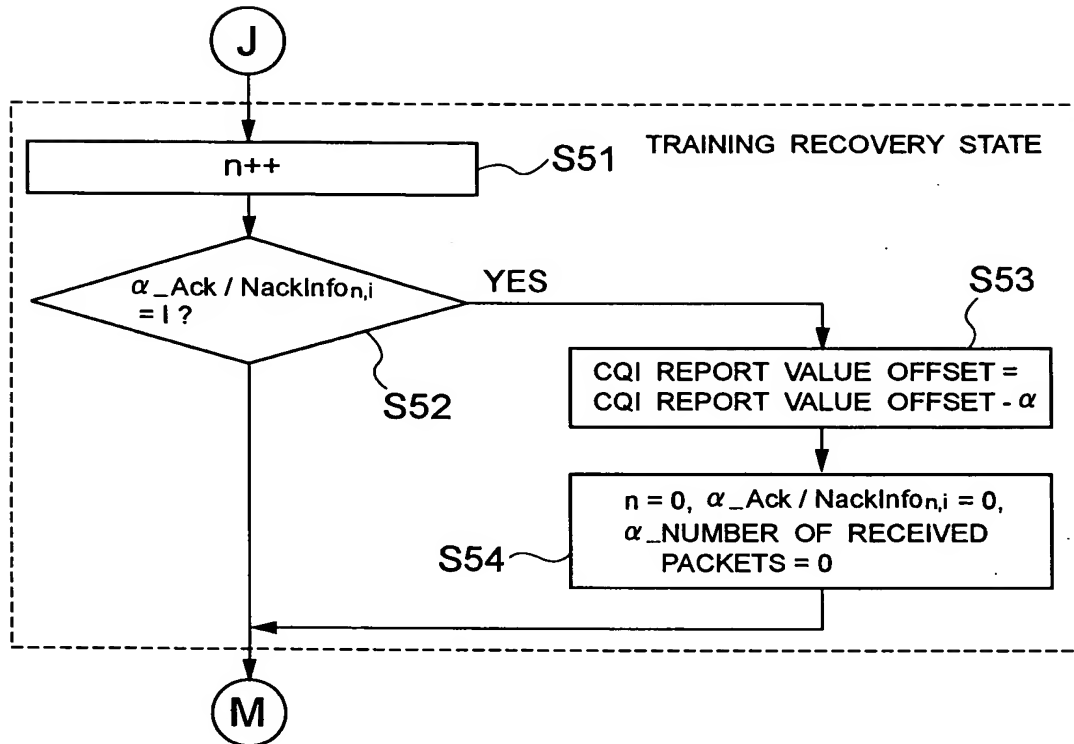 J
TRAINING RECOVERY STATE
n++
S51
α_Ack / NackInfon,i
= 1 ?
YES
S52
S53
CQI REPORT VALUE OFFSET =
CQI REPORT VALUE OFFSET - α
n = 0, α_Ack / NackInfon,i = 0,
α_NUMBER OF RECEIVED
PACKETS = 0
S54
M